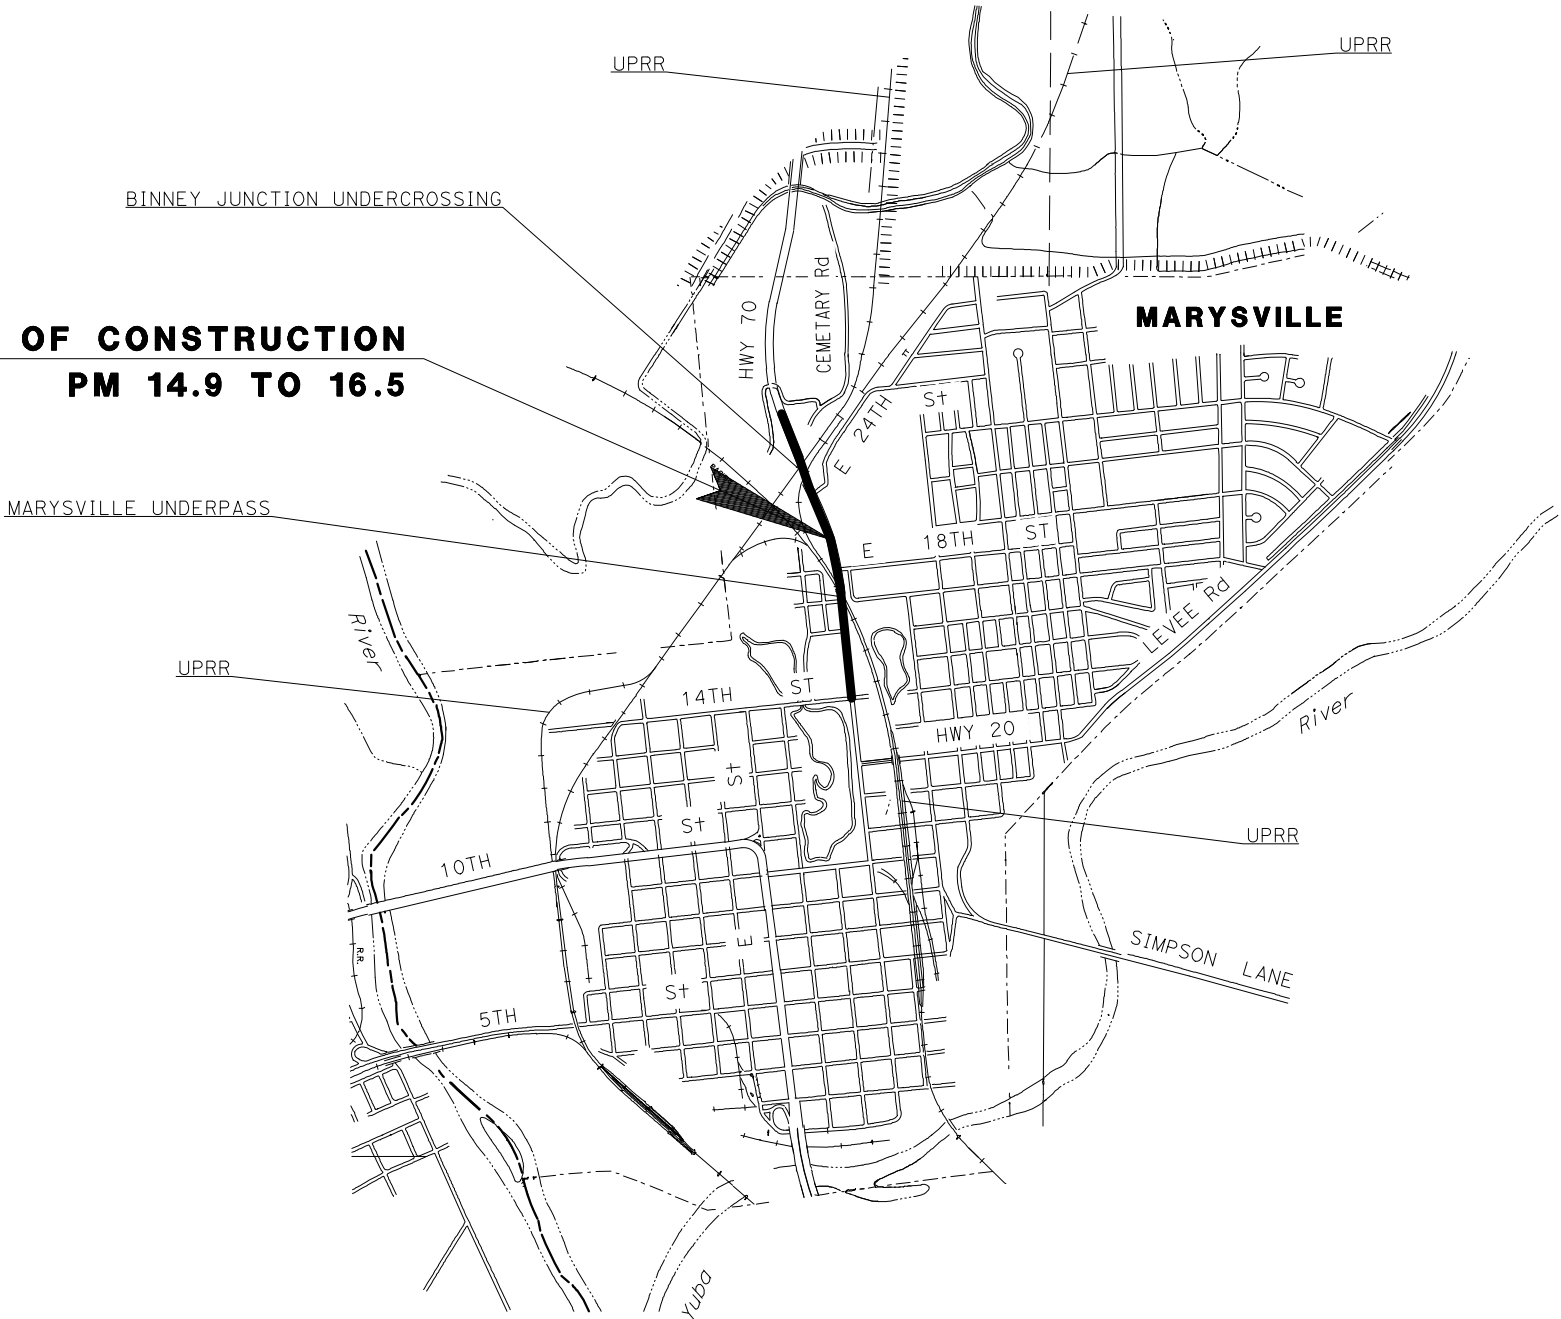 UPRR
UPRR
BINNEY JUNCTION UNDERCROSSING
CEMETARY Rd
HWY 70
MARYSVILLE
OF CONSTRUCTION
PM 14.9 TO 16.5
E 24TH St
MARYSVILLE UNDERPASS
E 18TH ST
LEVEE Rd
River
UPRR
14TH ST
River
HWY 20
St
St
UPRR
10TH
R.R.
E
SIMPSON LANE
St
5TH
Yuba